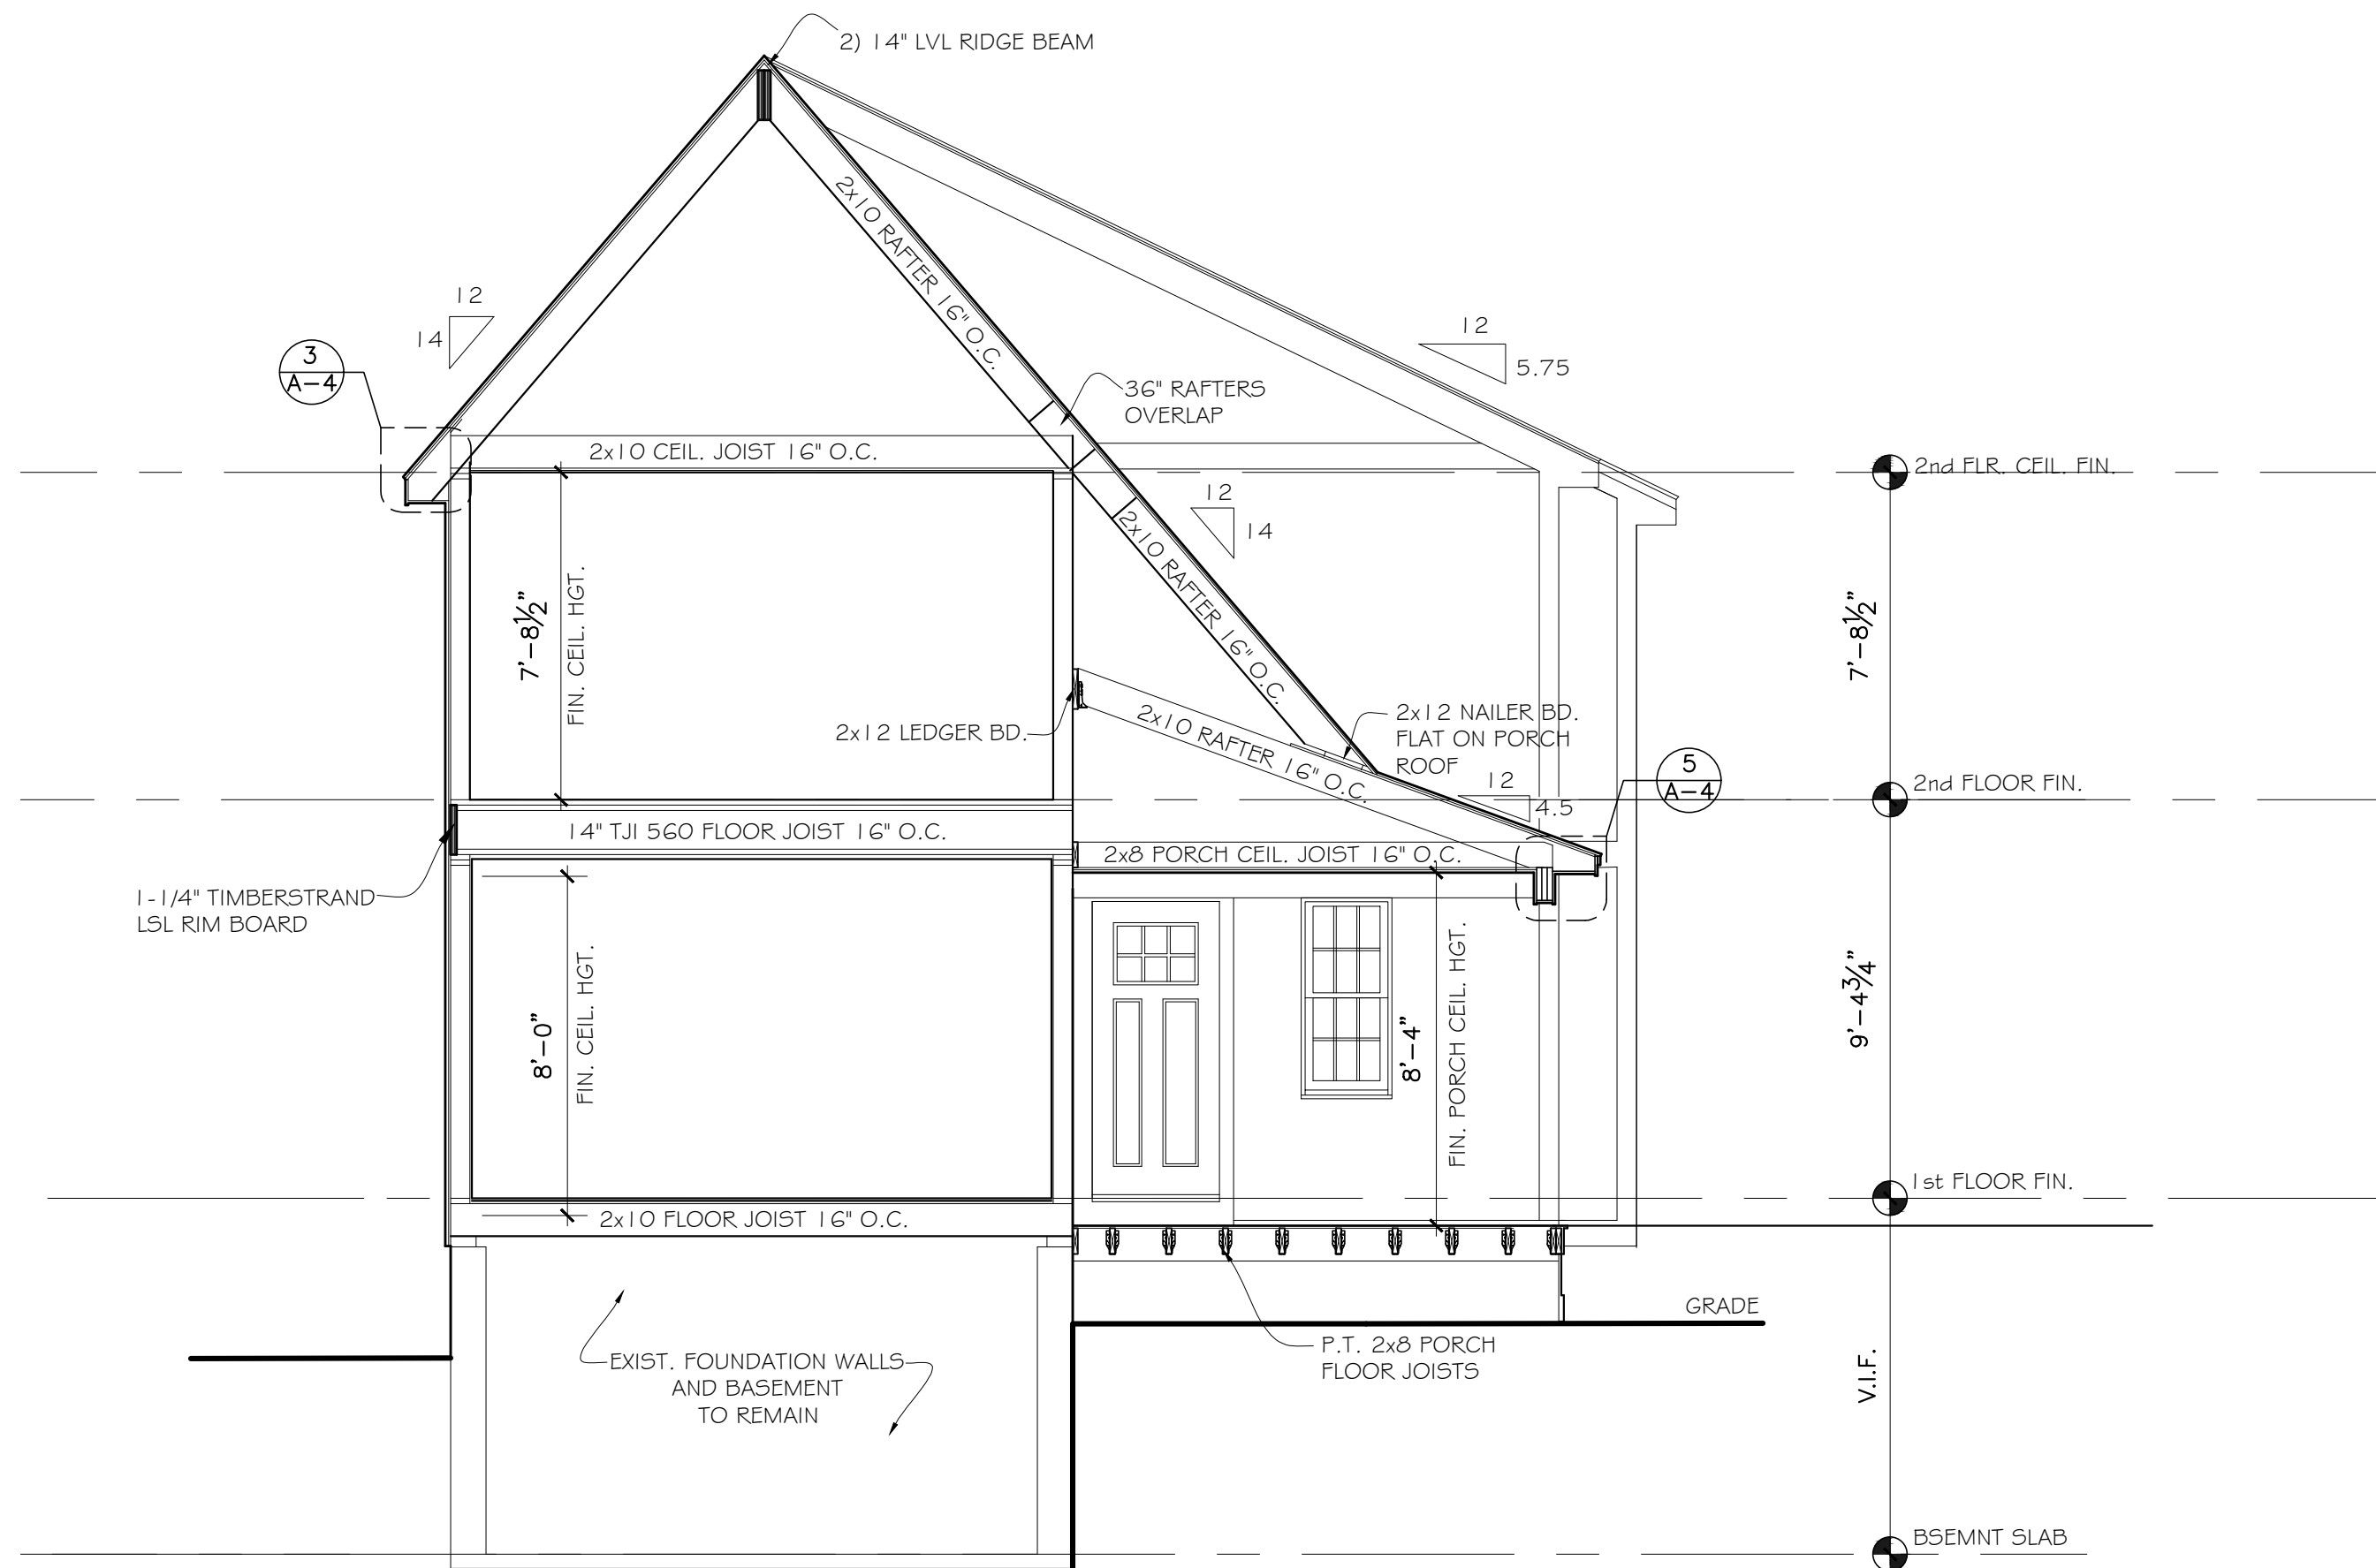 2) 14" LVL RIDGE BEAM
2x10 RAFTER 16" O.C.
12
14
3
A-4
12
5.75
36" RAFTERS
OVERLAP
2x10 CEIL. JOIST 16" O.C.
2nd FLR. CEIL. FIN.
12
14
2x10 RAFTER 16" O.C.
7'-8½"
FIN. CEIL. HGT.
7'-8½"
2x12 LEDGER BD.
2x10 RAFTER 16" O.C.
2x12 NAILER BD.
FLAT ON PORCH
ROOF
12
4.5
5
A-4
2nd FLOOR FIN.
14" TJI 560 FLOOR JOIST 16" O.C.
2x8 PORCH CEIL. JOIST 16" O.C.
1-1/4" TIMBERSTRAND
LSL RIM BOARD
8'-0"
FIN. CEIL. HGT.
8'-4"
FIN. PORCH CEIL. HGT.
9'-4¾"
1st FLOOR FIN.
2x10 FLOOR JOIST 16" O.C.
GRADE
P.T. 2x8 PORCH
FLOOR JOISTS
EXIST. FOUNDATION WALLS
AND BASEMENT
TO REMAIN
V.I.F.
BSEMNT SLAB